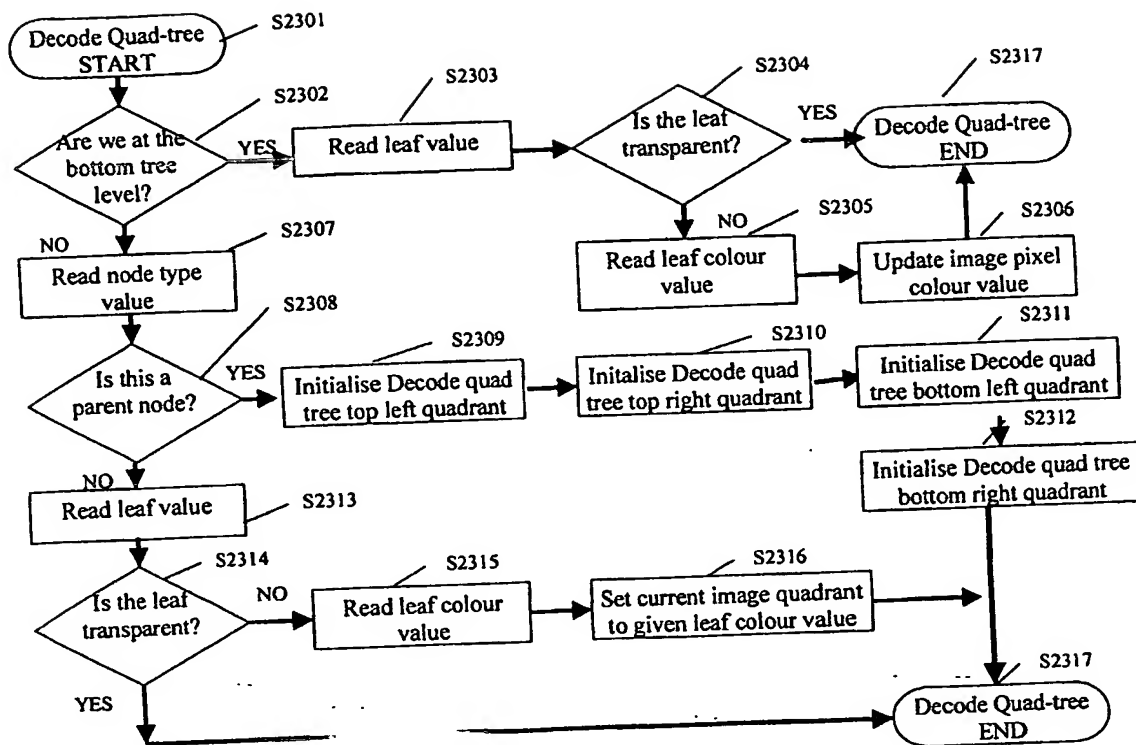 Decode Quad-tree
START
S2301
S2302
Are we at the
bottom tree
level?
YES
S2303
Read leaf value
S2304
Is the leaf
transparent?
YES
S2317
Decode Quad-tree
END
NO
S2305
Read leaf colour
value
S2306
Update image pixel
colour value
NO
S2307
Read node type
value
S2308
Is this a
parent node?
YES
S2309
Initialise Decode quad
tree top left quadrant
S2310
Initalise Decode quad
tree top right quadrant
S2311
Initialise Decode quad
tree bottom left quadrant
S2312
Initialise Decode quad tree
bottom right quadrant
NO
Read leaf value
S2313
S2314
Is the leaf
transparent?
NO
S2315
Read leaf colour
value
S2316
Set current image quadrant
to given leaf colour value
YES
S2317
Decode Quad-tree
END